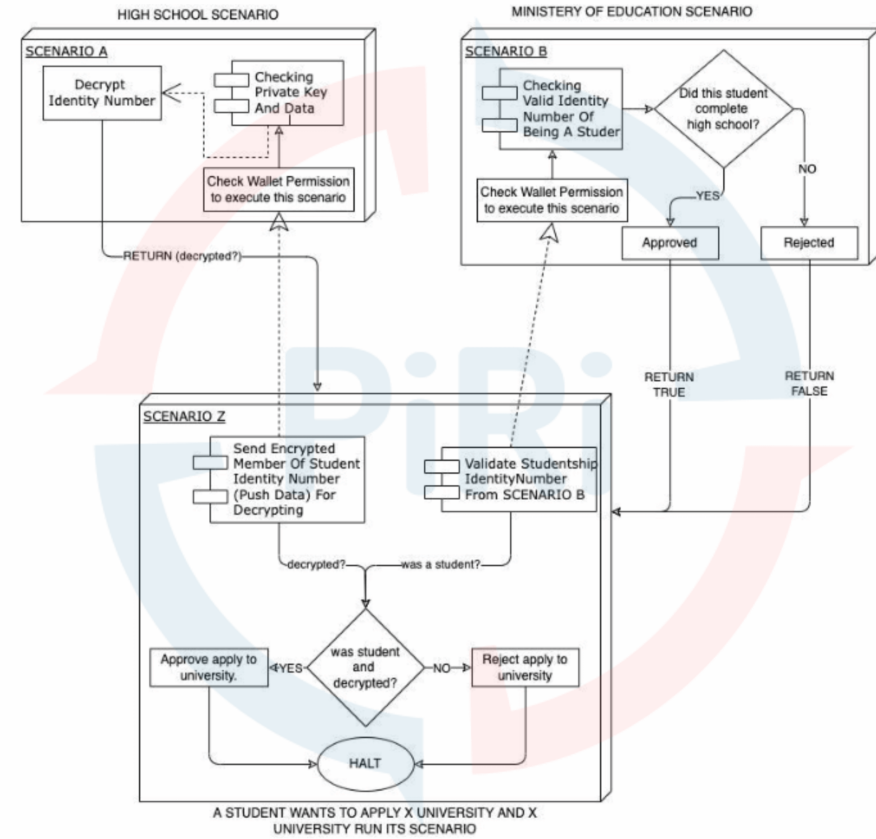 HIGH SCHOOL SCENARIO
SCENARIO A
Decrypt
Identity Number
Checking
Private Key
And Data
Check Wallet Permission
to execute this scenario
RETURN (decrypted?)
MINISTERY OF EDUCATION SCENARIO
SCENARIO B
Checking
Valid Identity
Number Of
Being A Studer
Did this student
complete
high school?
Check Wallet Permission
to execute this scenario
YES
NO
Approved
Rejected
RETURN
TRUE
RETURN
FALSE
PiRi
SCENARIO Z
Send Encrypted
Member Of Student
Identity Number
(Push Data) For
Decrypting
Validate Studentship
IdentityNumber
From SCENARIO B
decrypted?
was a student?
Approve apply to
university.
YES
was student
and
decrypted?
NO
Reject apply to
university
HALT
A STUDENT WANTS TO APPLY X UNIVERSITY AND X
UNIVERSITY RUN ITS SCENARIO